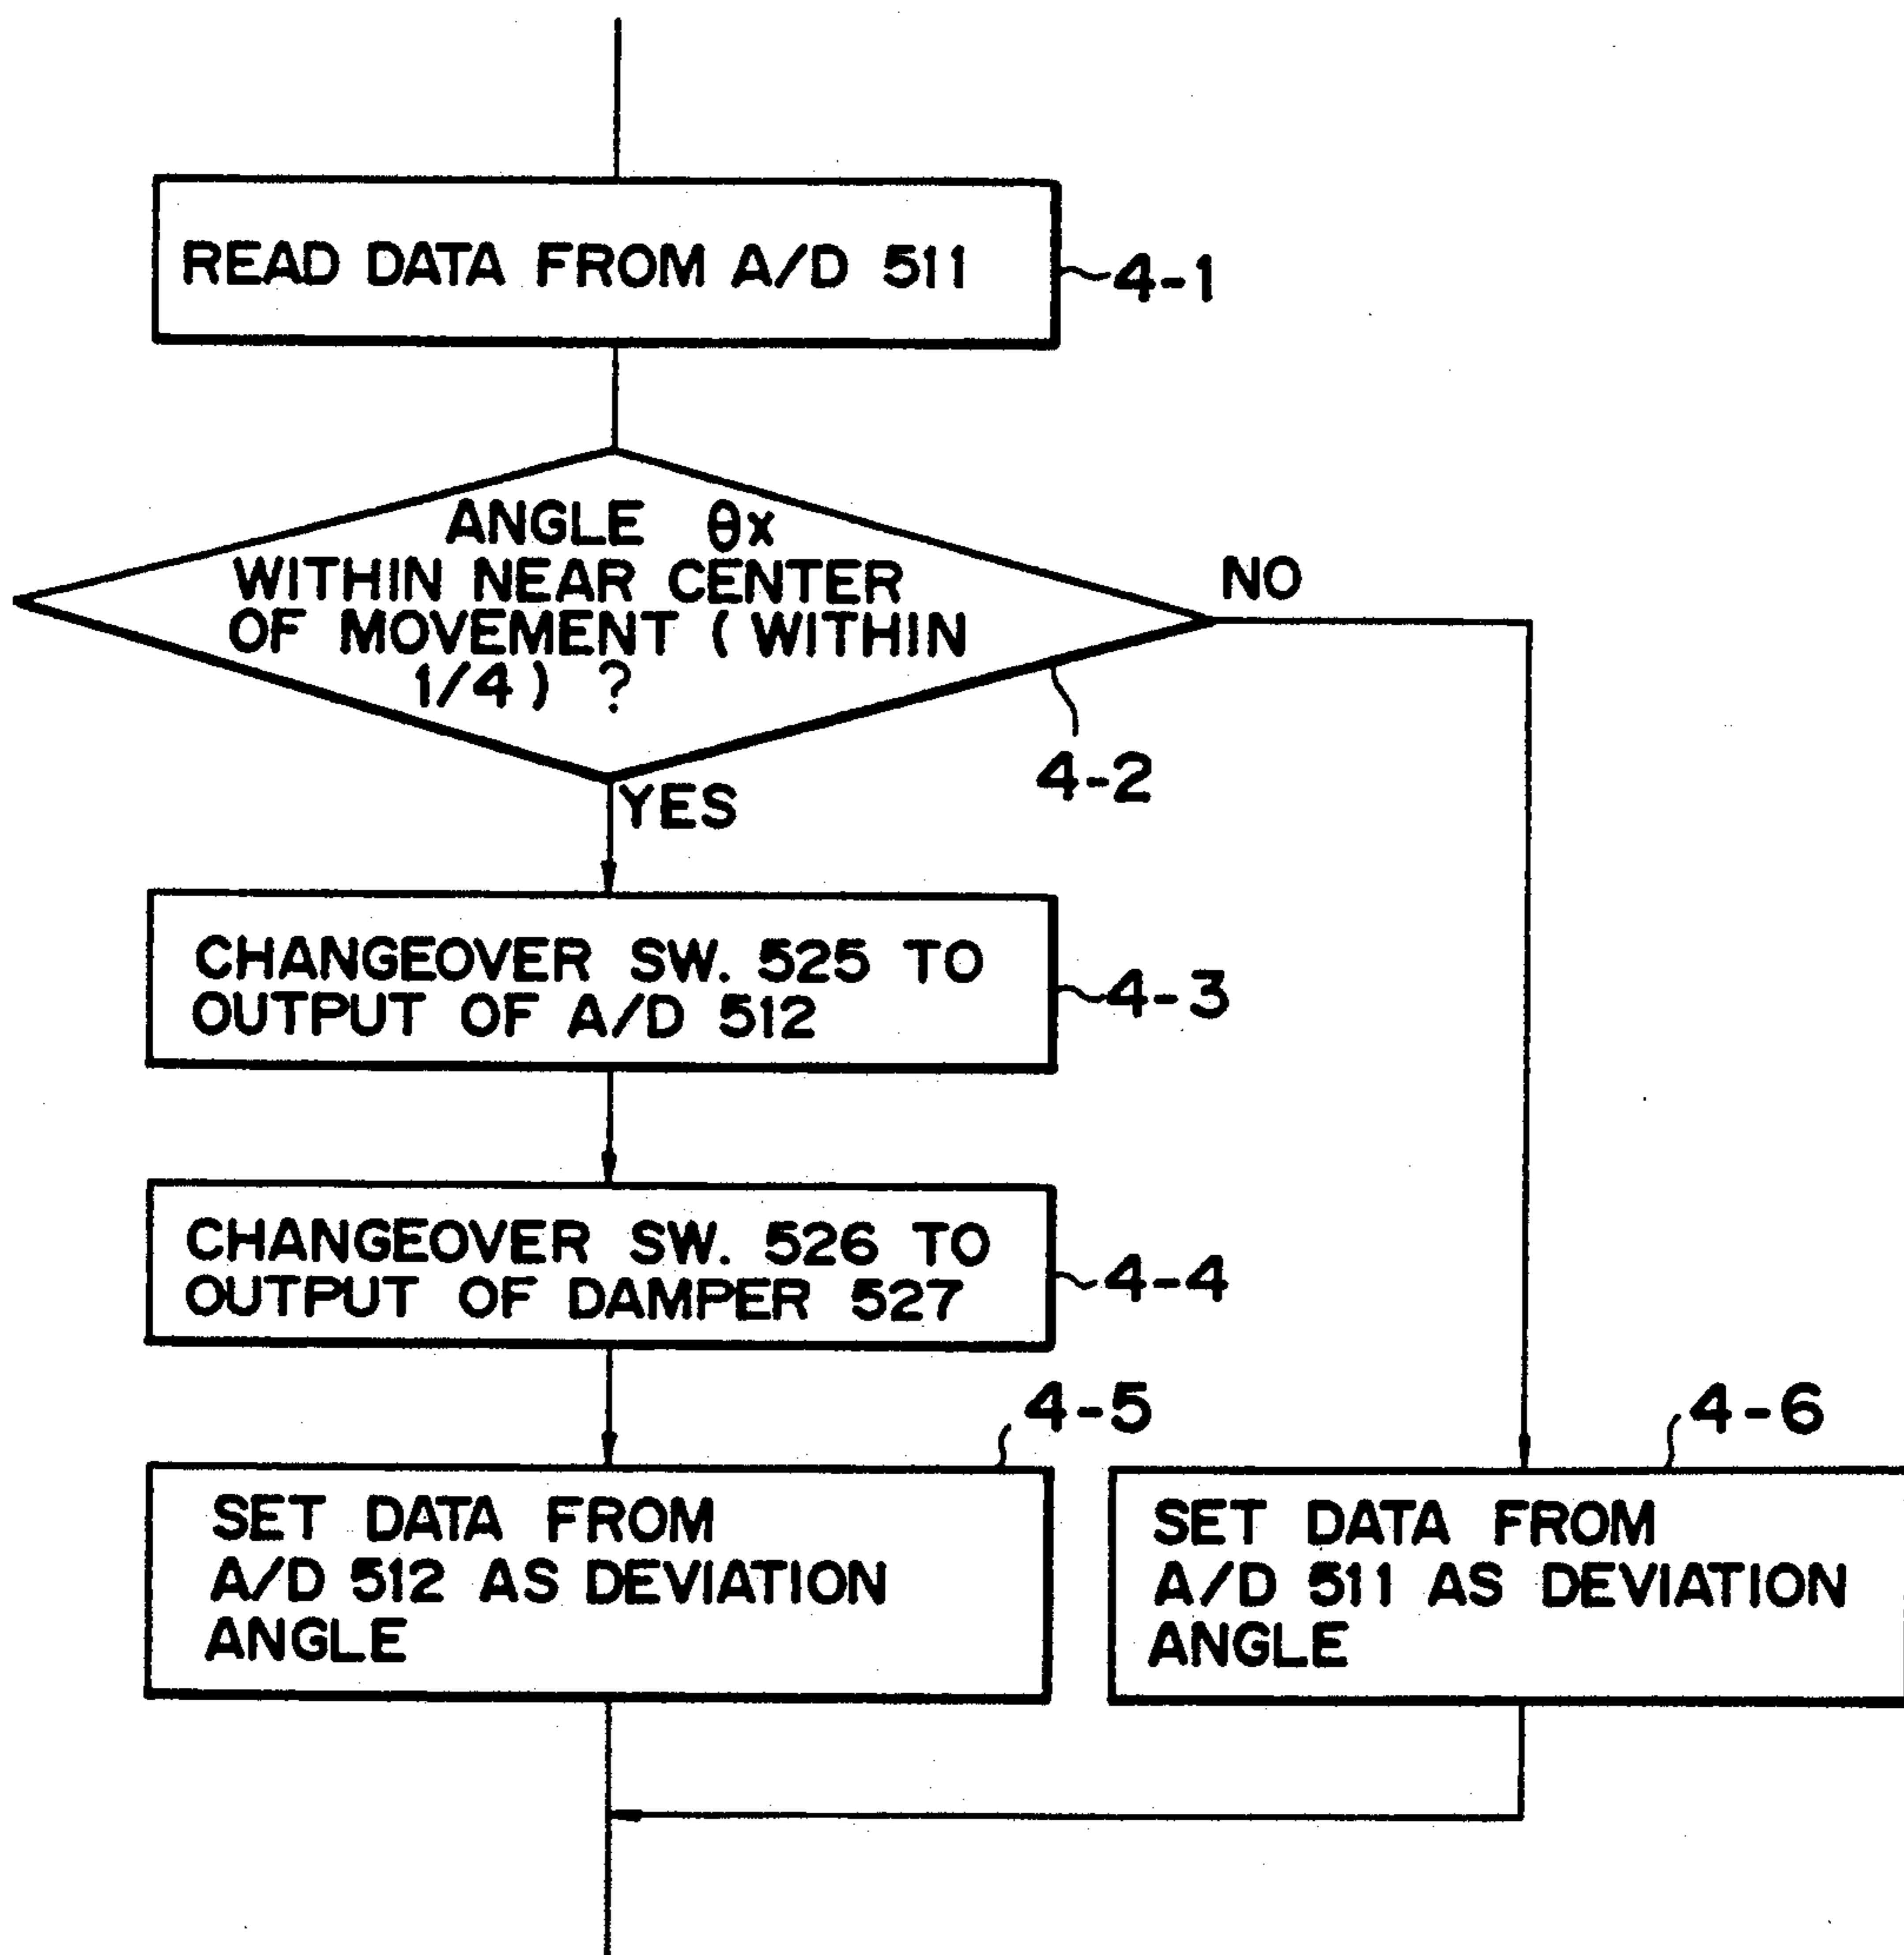 READ DATA FROM A/D 511
4-1
ANGLE θx
WITHIN NEAR CENTER
OF MOVEMENT (WITHIN
1/4) ?
NO
4-2
YES
CHANGEOVER SW. 525 TO
OUTPUT OF A/D 512
4-3
CHANGEOVER SW. 526 TO
OUTPUT OF DAMPER 527
4-4
4-5
SET DATA FROM
A/D 512 AS DEVIATION
ANGLE
4-6
SET DATA FROM
A/D 511 AS DEVIATION
ANGLE